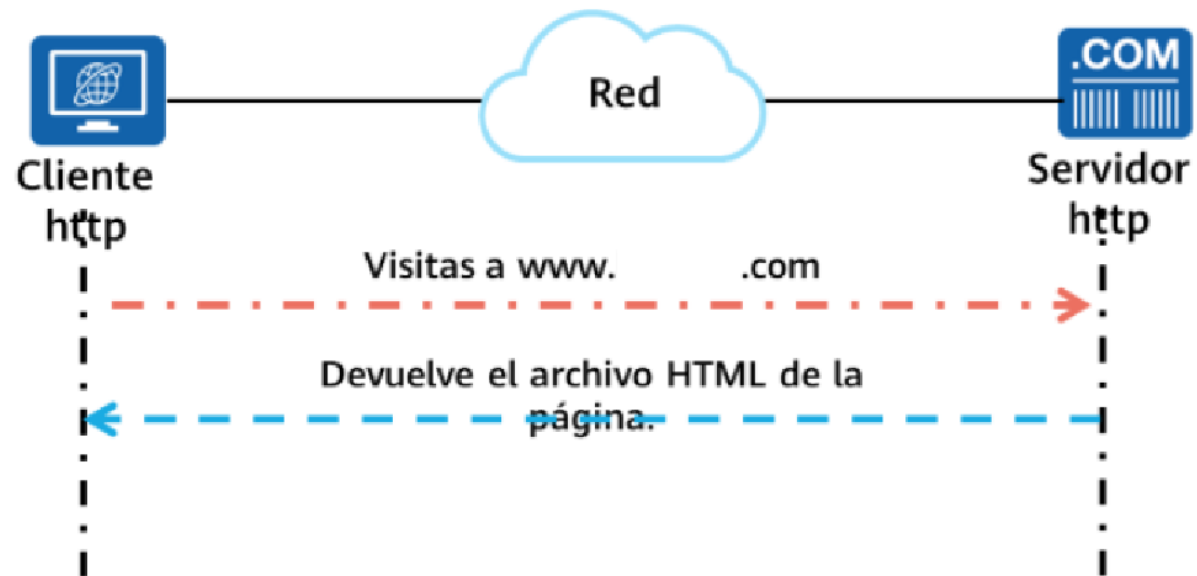 .COM
Red
Cliente
http
Servidor
http
Visitas a www. .com
Devuelve el archivo HTML de la
página.